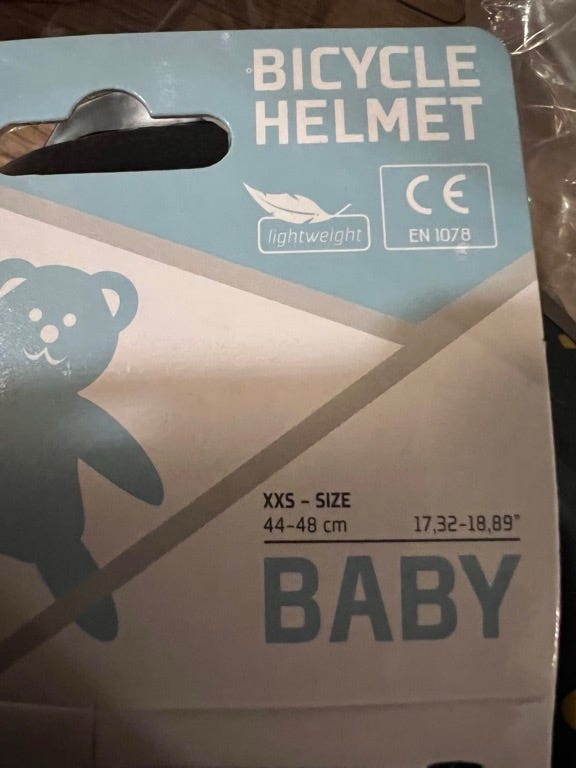 BICYCLE
HELMET
lightweight
CE
EN 1078
XXS - SIZE
44-48 cm 17,32-18,89"
BABY